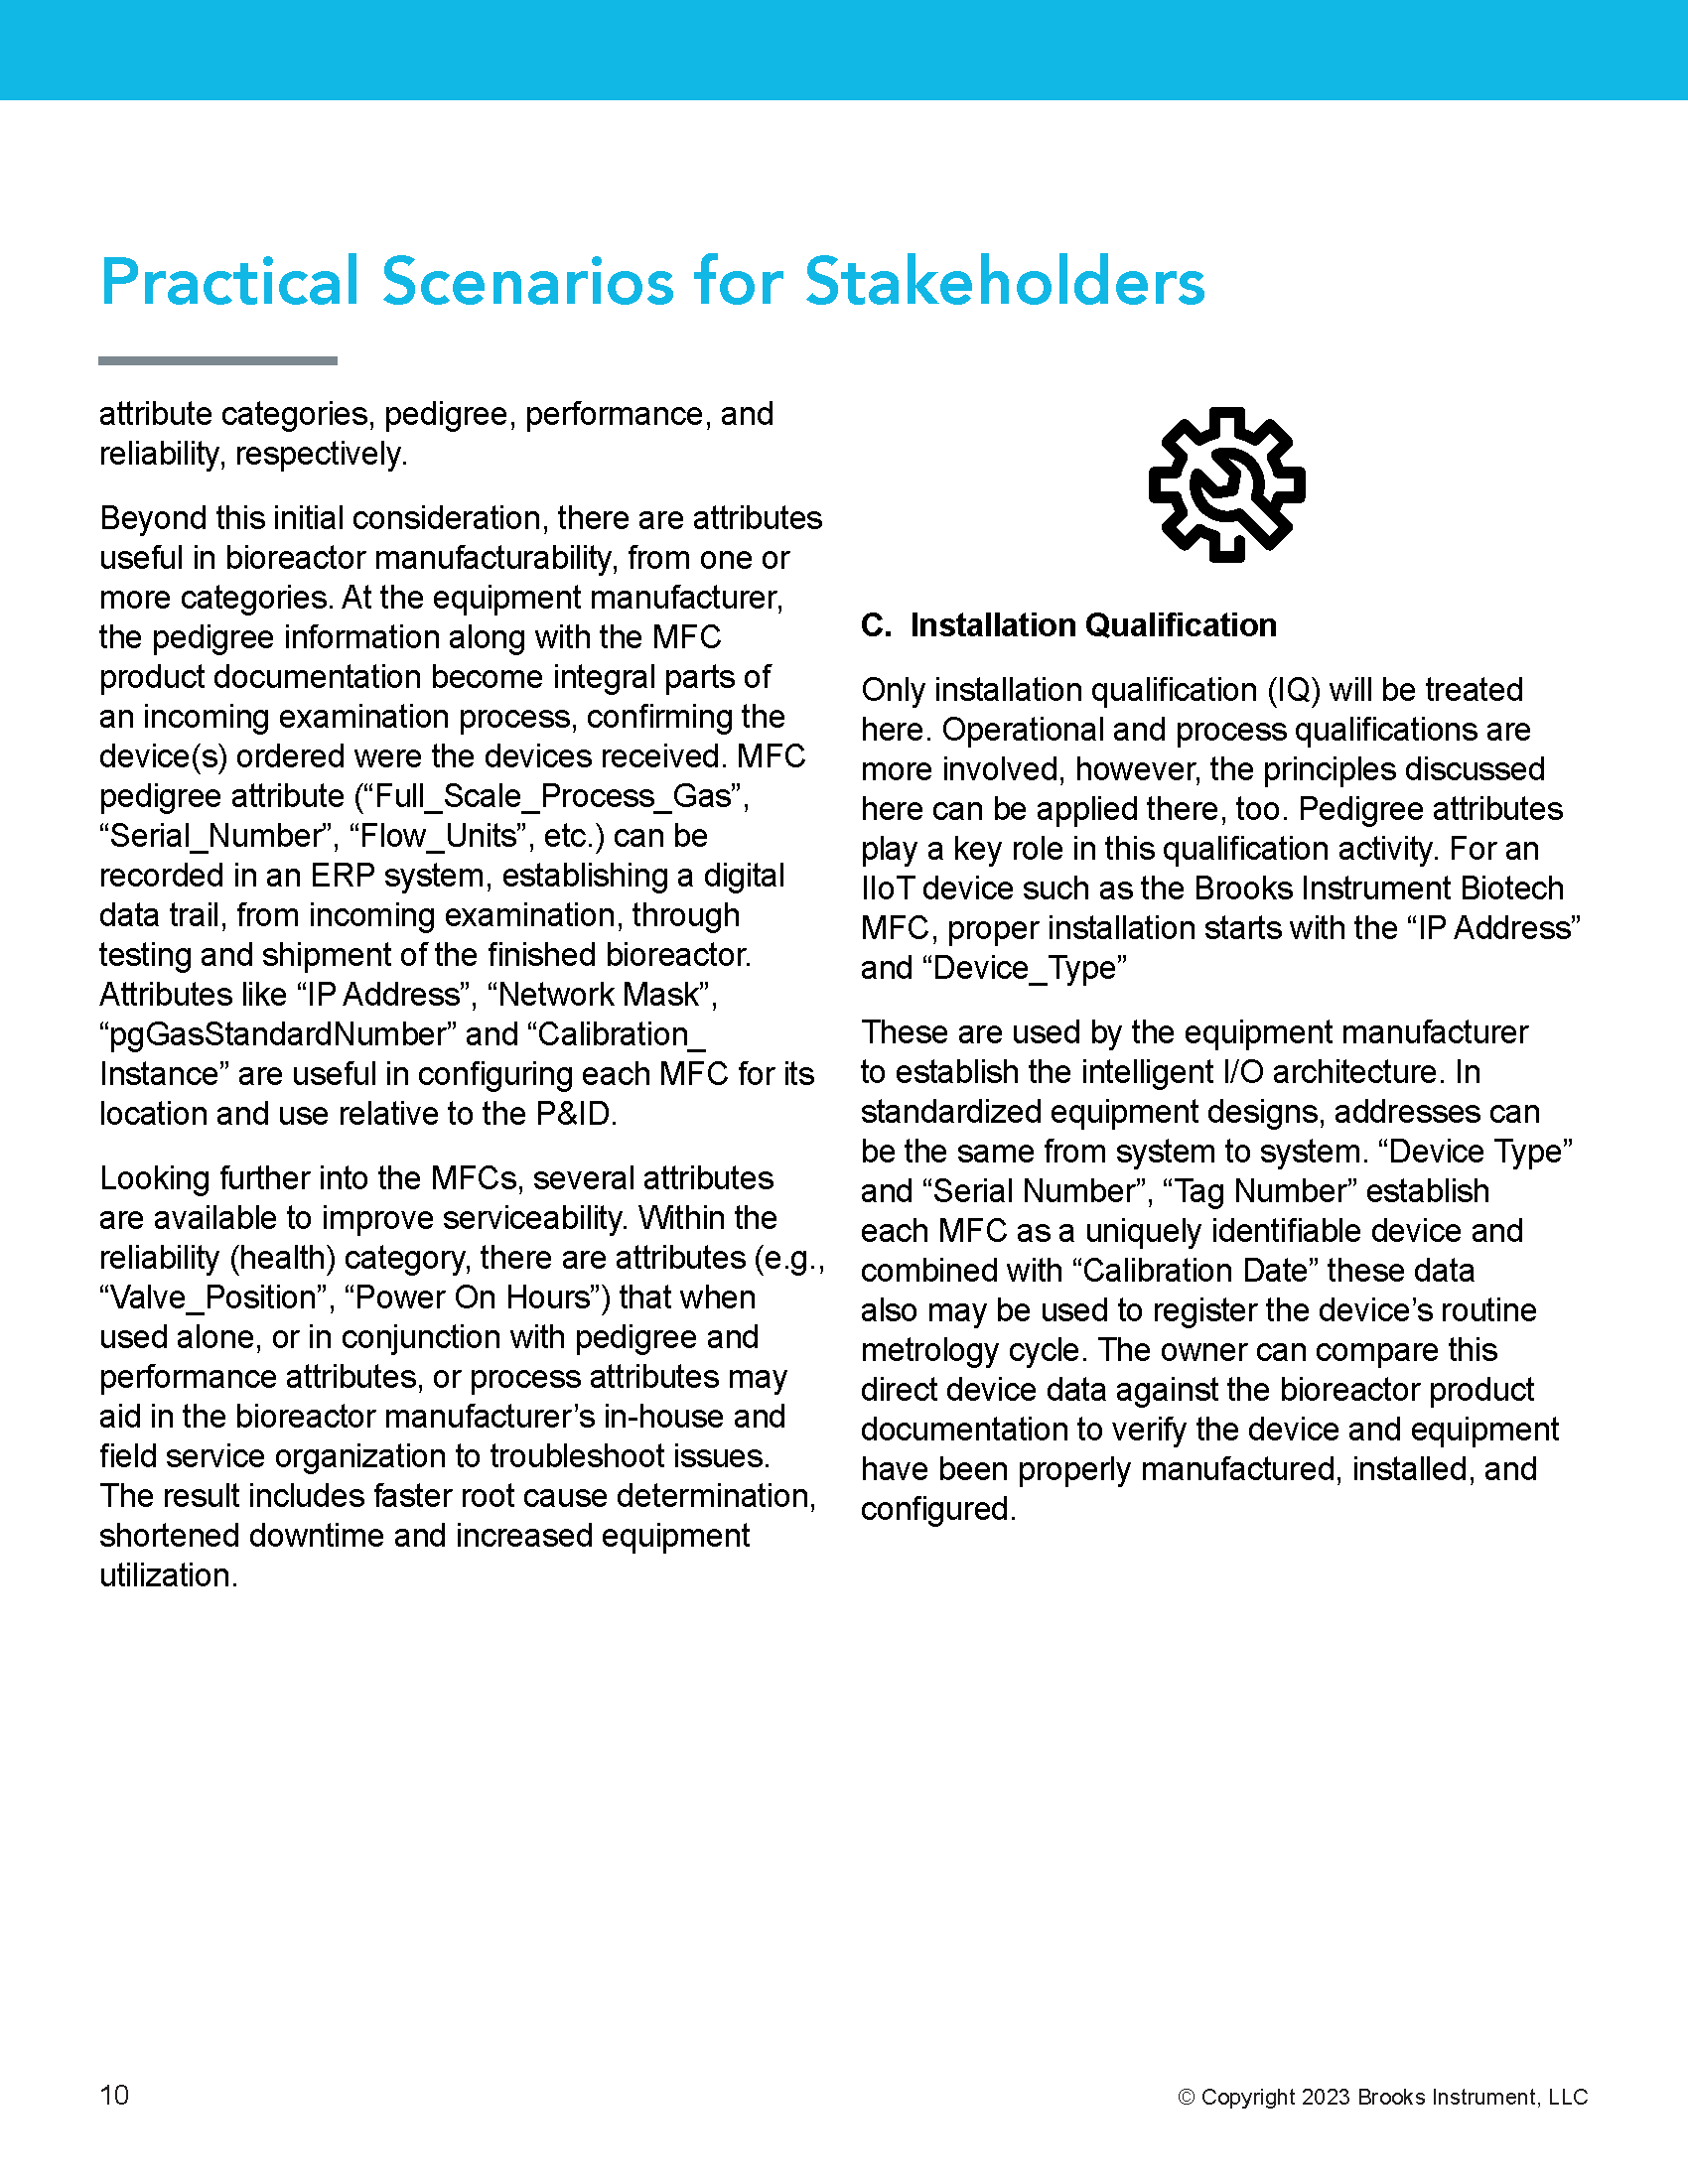 Practical Scenarios for Stakeholders
attribute categories, pedigree, performance, and
reliability, respectively.
Beyond this initial consideration, there are attributes
useful in bioreactor manufacturability, from one or
more categories. At the equipment manufacturer,
the pedigree information along with the MFC
product documentation become integral parts of
an incoming examination process, confirming the
device(s) ordered were the devices received. MFC
pedigree attribute (“Full_Scale_Process_Gas”,
“Serial_Number”, “Flow_Units”, etc.) can be
recorded in an ERP system, establishing a digital
data trail, from incoming examination, through
testing and shipment of the finished bioreactor.
Attributes like “IP Address”, “Network Mask”,
“pgGasStandardNumber” and “Calibration_
Instance” are useful in configuring each MFC for its
location and use relative to the P&ID.
Looking further into the MFCs, several attributes
are available to improve serviceability. Within the
reliability (health) category, there are attributes (e.g.,
“Valve_Position”, “Power On Hours”) that when
used alone, or in conjunction with pedigree and
performance attributes, or process attributes may
aid in the bioreactor manufacturer’s in-house and
field service organization to troubleshoot issues.
The result includes faster root cause determination,
shortened downtime and increased equipment
utilization.
C. Installation Qualification
Only installation qualification (IQ) will be treated
here. Operational and process qualifications are
more involved, however, the principles discussed
here can be applied there, too. Pedigree attributes
play a key role in this qualification activity. For an
IIoT device such as the Brooks Instrument Biotech
MFC, proper installation starts with the “IP Address”
and “Device_Type”
These are used by the equipment manufacturer
to establish the intelligent I/O architecture. In
standardized equipment designs, addresses can
be the same from system to system. “Device Type”
and “Serial Number”, “Tag Number” establish
each MFC as a uniquely identifiable device and
combined with “Calibration Date” these data
also may be used to register the device’s routine
metrology cycle. The owner can compare this
direct device data against the bioreactor product
documentation to verify the device and equipment
have been properly manufactured, installed, and
configured.
10
© Copyright 2023 Brooks Instrument, LLC